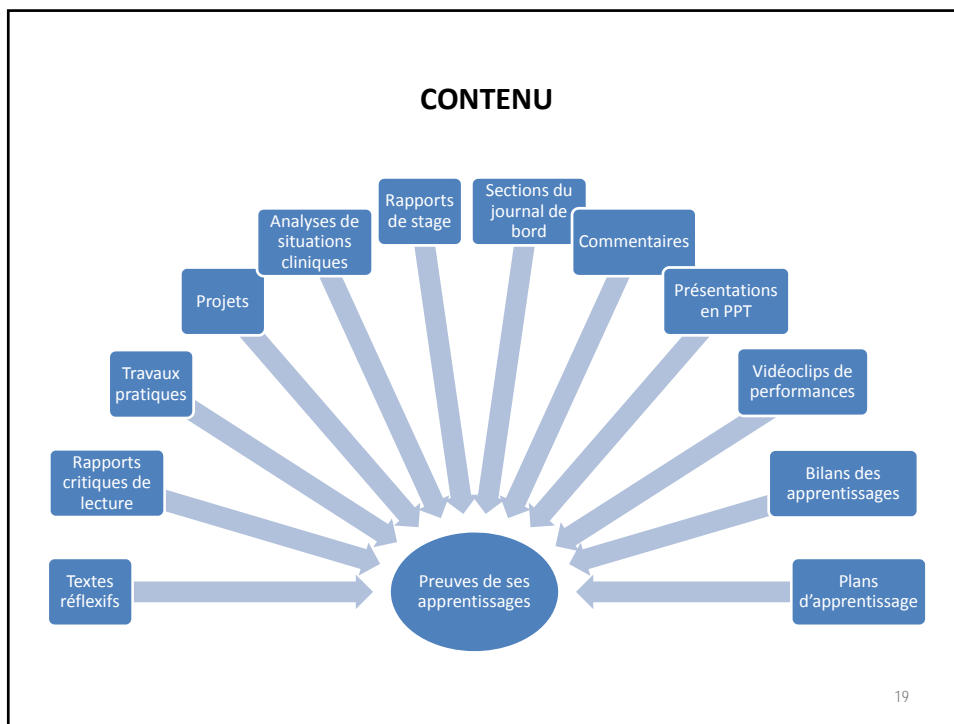 CONTENU
Textes
réflexifs
Rapports
critiques de
lecture
Travaux
pratiques
Projets
Analyses de
situations
cliniques
Rapports
de stage
Sections du
journal de
bord
Commentaires
Présentations
en PPT
Vidéoclips de
performances
Bilans des
apprentissages
Plans
d’apprentissage
Preuves de ses
apprentissages
19